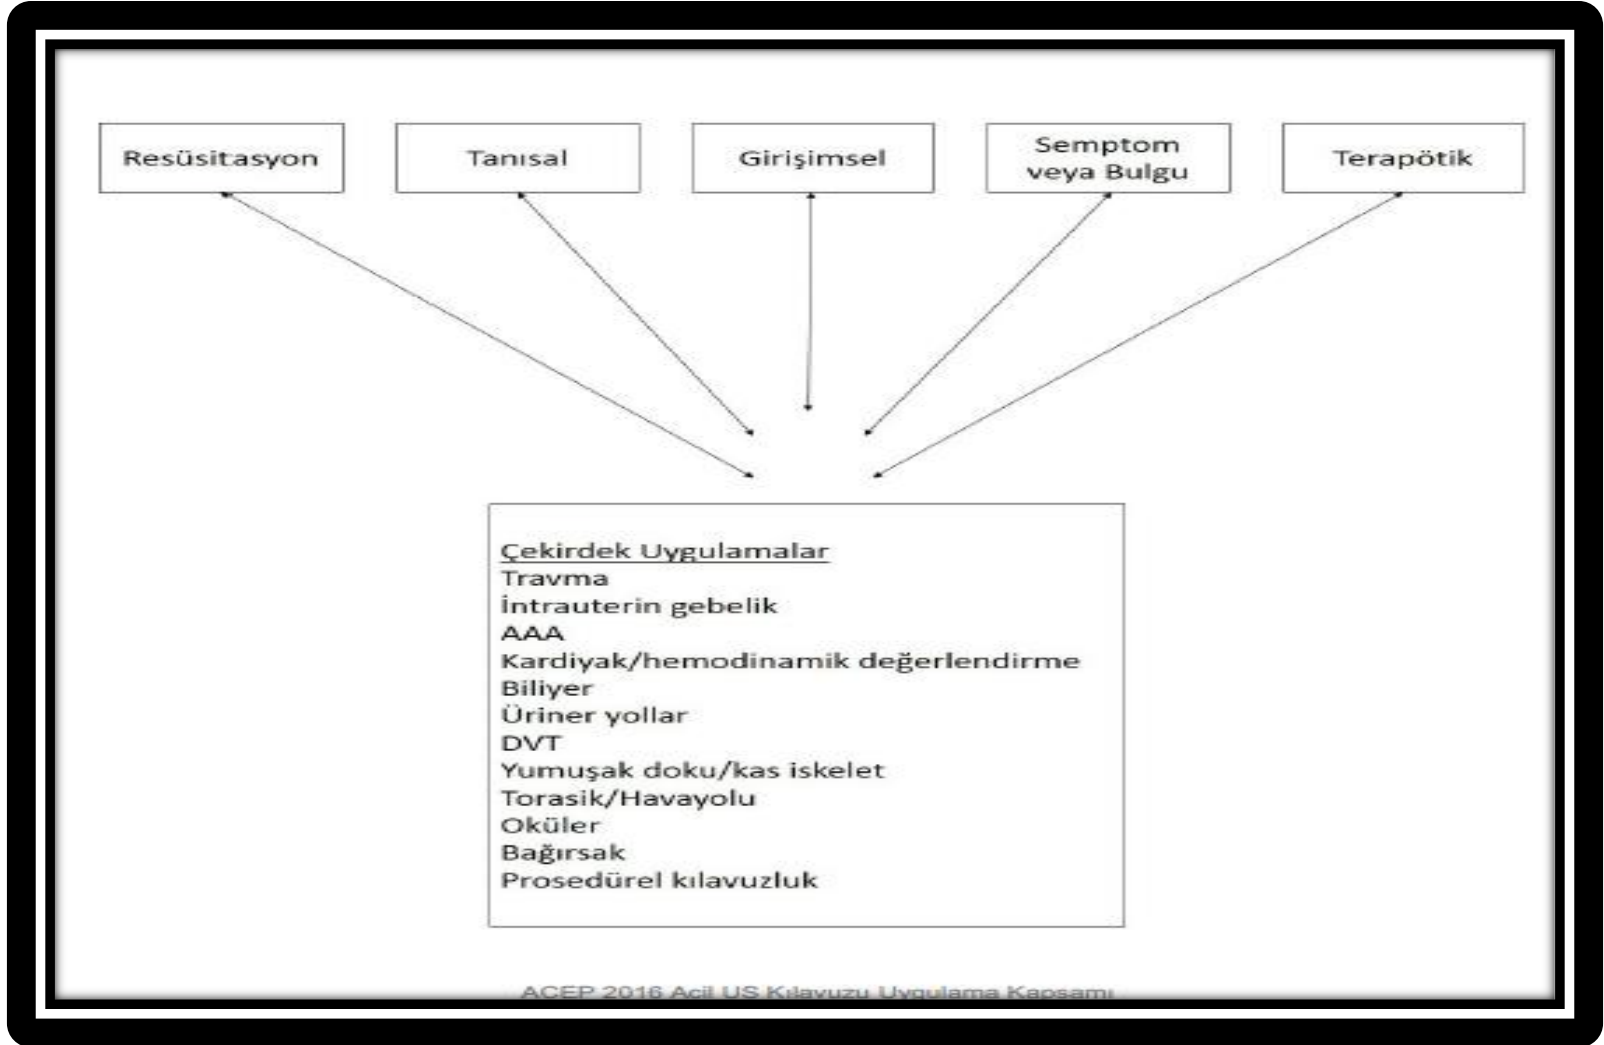 Resüsitasyon
Tanısal
Girişimsel
Semptom
veya Bulgu
Terapötik
Çekirdek Uygulamalar
Travma
İntrauterin gebelik
AAA
Kardiyak/hemodinamik değerlendirme
Biliyer
Üriner yollar
DVT
Yumuşak doku/kas iskelet
Torasik/Havayolu
Oküler
Bağırsak
Prosedürel kılavuzluk
ACEP 2016 Acil US Kılavuzu Uygulama Kapsamı